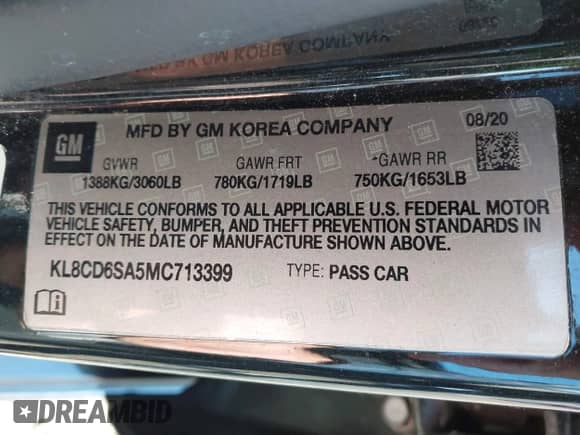 GM
MFD BY GM KOREA COMPANY 08/20
GVWR GAWR FRT GAWR RR
1388KG/3060LB 780KG/1719LB 750KG/1653LB
THIS VEHICLE CONFORMS TO ALL APPLICABLE U.S. FEDERAL MOTOR
VEHICLE SAFETY, BUMPER, AND THEFT PREVENTION STANDARDS IN
EFFECT ON THE DATE OF MANUFACTURE SHOWN ABOVE.
KL8CD6SA5MC713399 TYPE: PASS CAR
DREAMBID